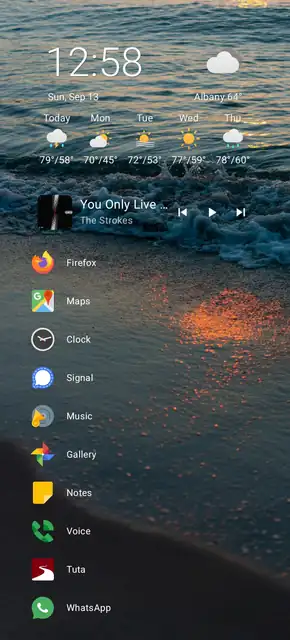 12:58
Sun, Sep 13
Albany 64°
Today Mon Tue Wed Thu
79°/58° 70°/45° 72°/53° 77°/59° 78°/60°
You Only Live ...
The Strokes
Firefox
Maps
Clock
Signal
Music
Gallery
Notes
Voice
Tuta
WhatsApp